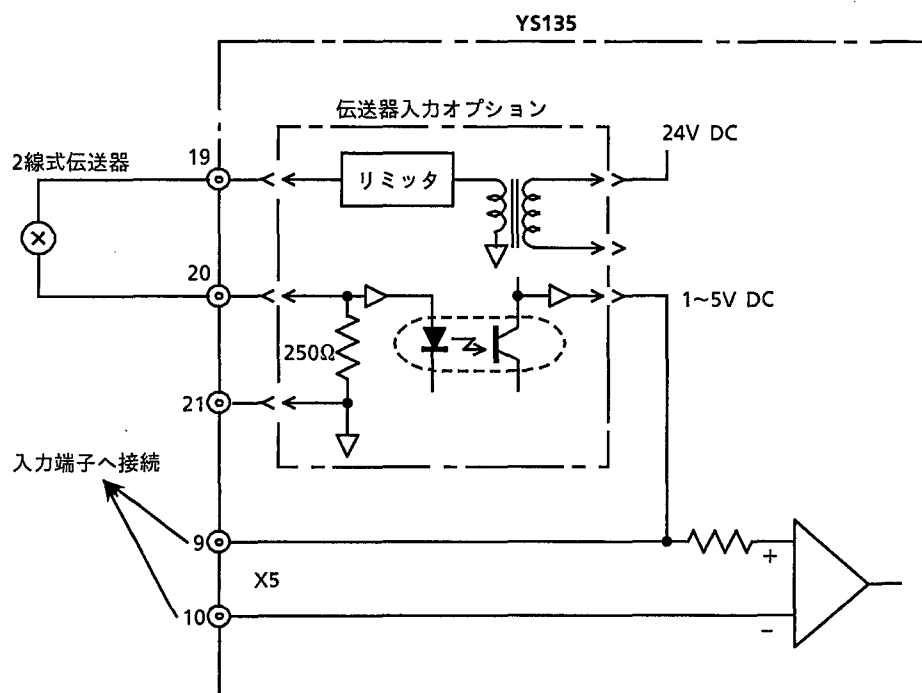 YS135
伝送器入力オプション
24V DC
2線式伝送器
19
リミッタ
20
1~5V DC
250Ω
21
入力端子へ接続
9
+
X5
10
−